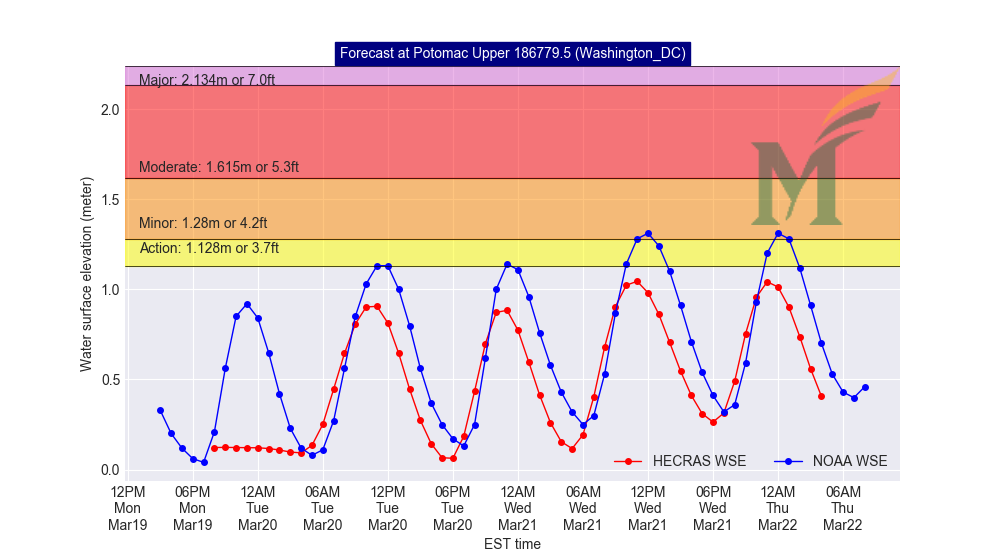 Forecast at Potomac Upper 186779.5 (Washington_DC)
Major: 2.134m or 7.0ft
2.0
Moderate: 1.615m or 5.3ft
1.5
Minor: 1.28m or 4.2ft
Action: 1.128m or 3.7ft
1.0
0.5
0.0
Water surface elevation (meter)
M
HECRAS WSE NOAA WSE
12PM 06PM 12AM 06AM 12PM 06PM 12AM 06AM 12PM 06PM 12AM 06AM
Mon Mon Tue Tue Tue Tue Wed Wed Wed Wed Thu Thu
Mar19 Mar19 Mar20 Mar20 Mar20 Mar20 Mar21 Mar21 Mar21 Mar21 Mar22 Mar22
EST time